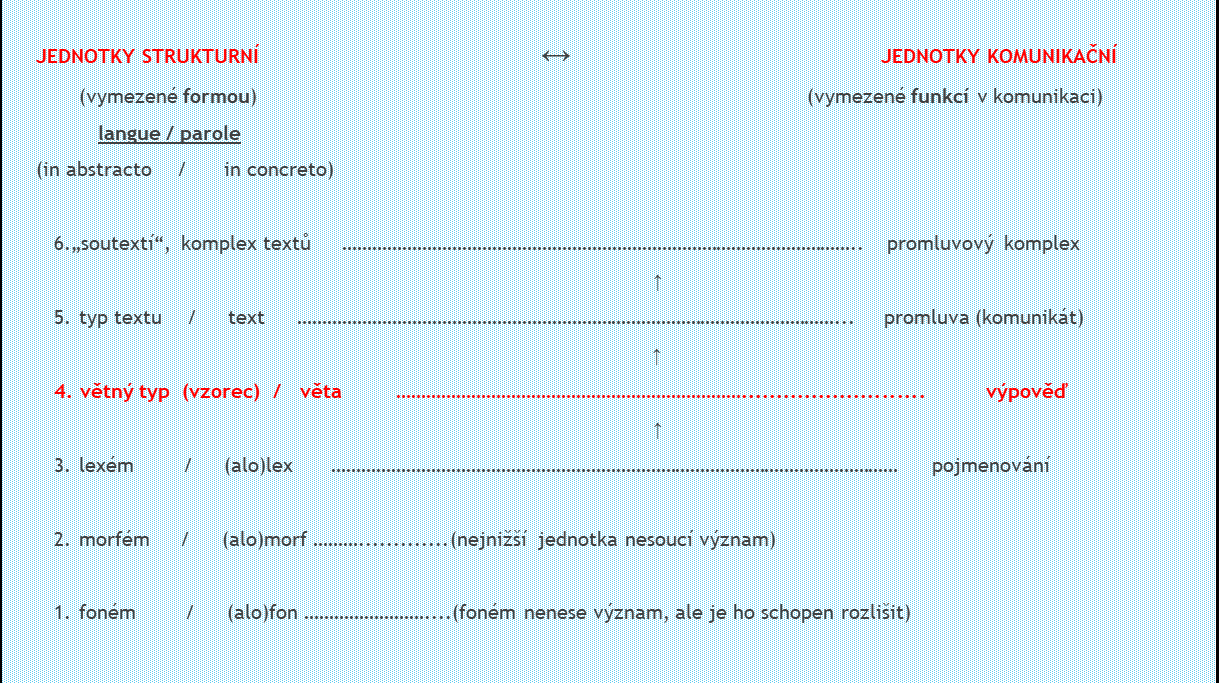 JEDNOTKY STRUKTURNÍ ↔ JEDNOTKY KOMUNIKAČNÍ
(vymezené formou) (vymezené funkcí v komunikaci)
langue / parole
(in abstracto / in concreto)
6.„soutextí“, komplex textů ………………………………………………………………………………………….. promluvový komplex
↑
5. typ textu / text ……………………………………………………………………………………………... promluva (komunikát)
↑
4. větný typ (vzorec) / věta ……………………………………………………………............................. výpověď
↑
3. lexém / (alo)lex ………………………………………………………………………………………………… pojmenování
2. morfém / (alo)morf ………..............(nejnižší jednotka nesoucí význam)
1. foném / (alo)fon ……………………....(foném nenese význam, ale je ho schopen rozlišit)